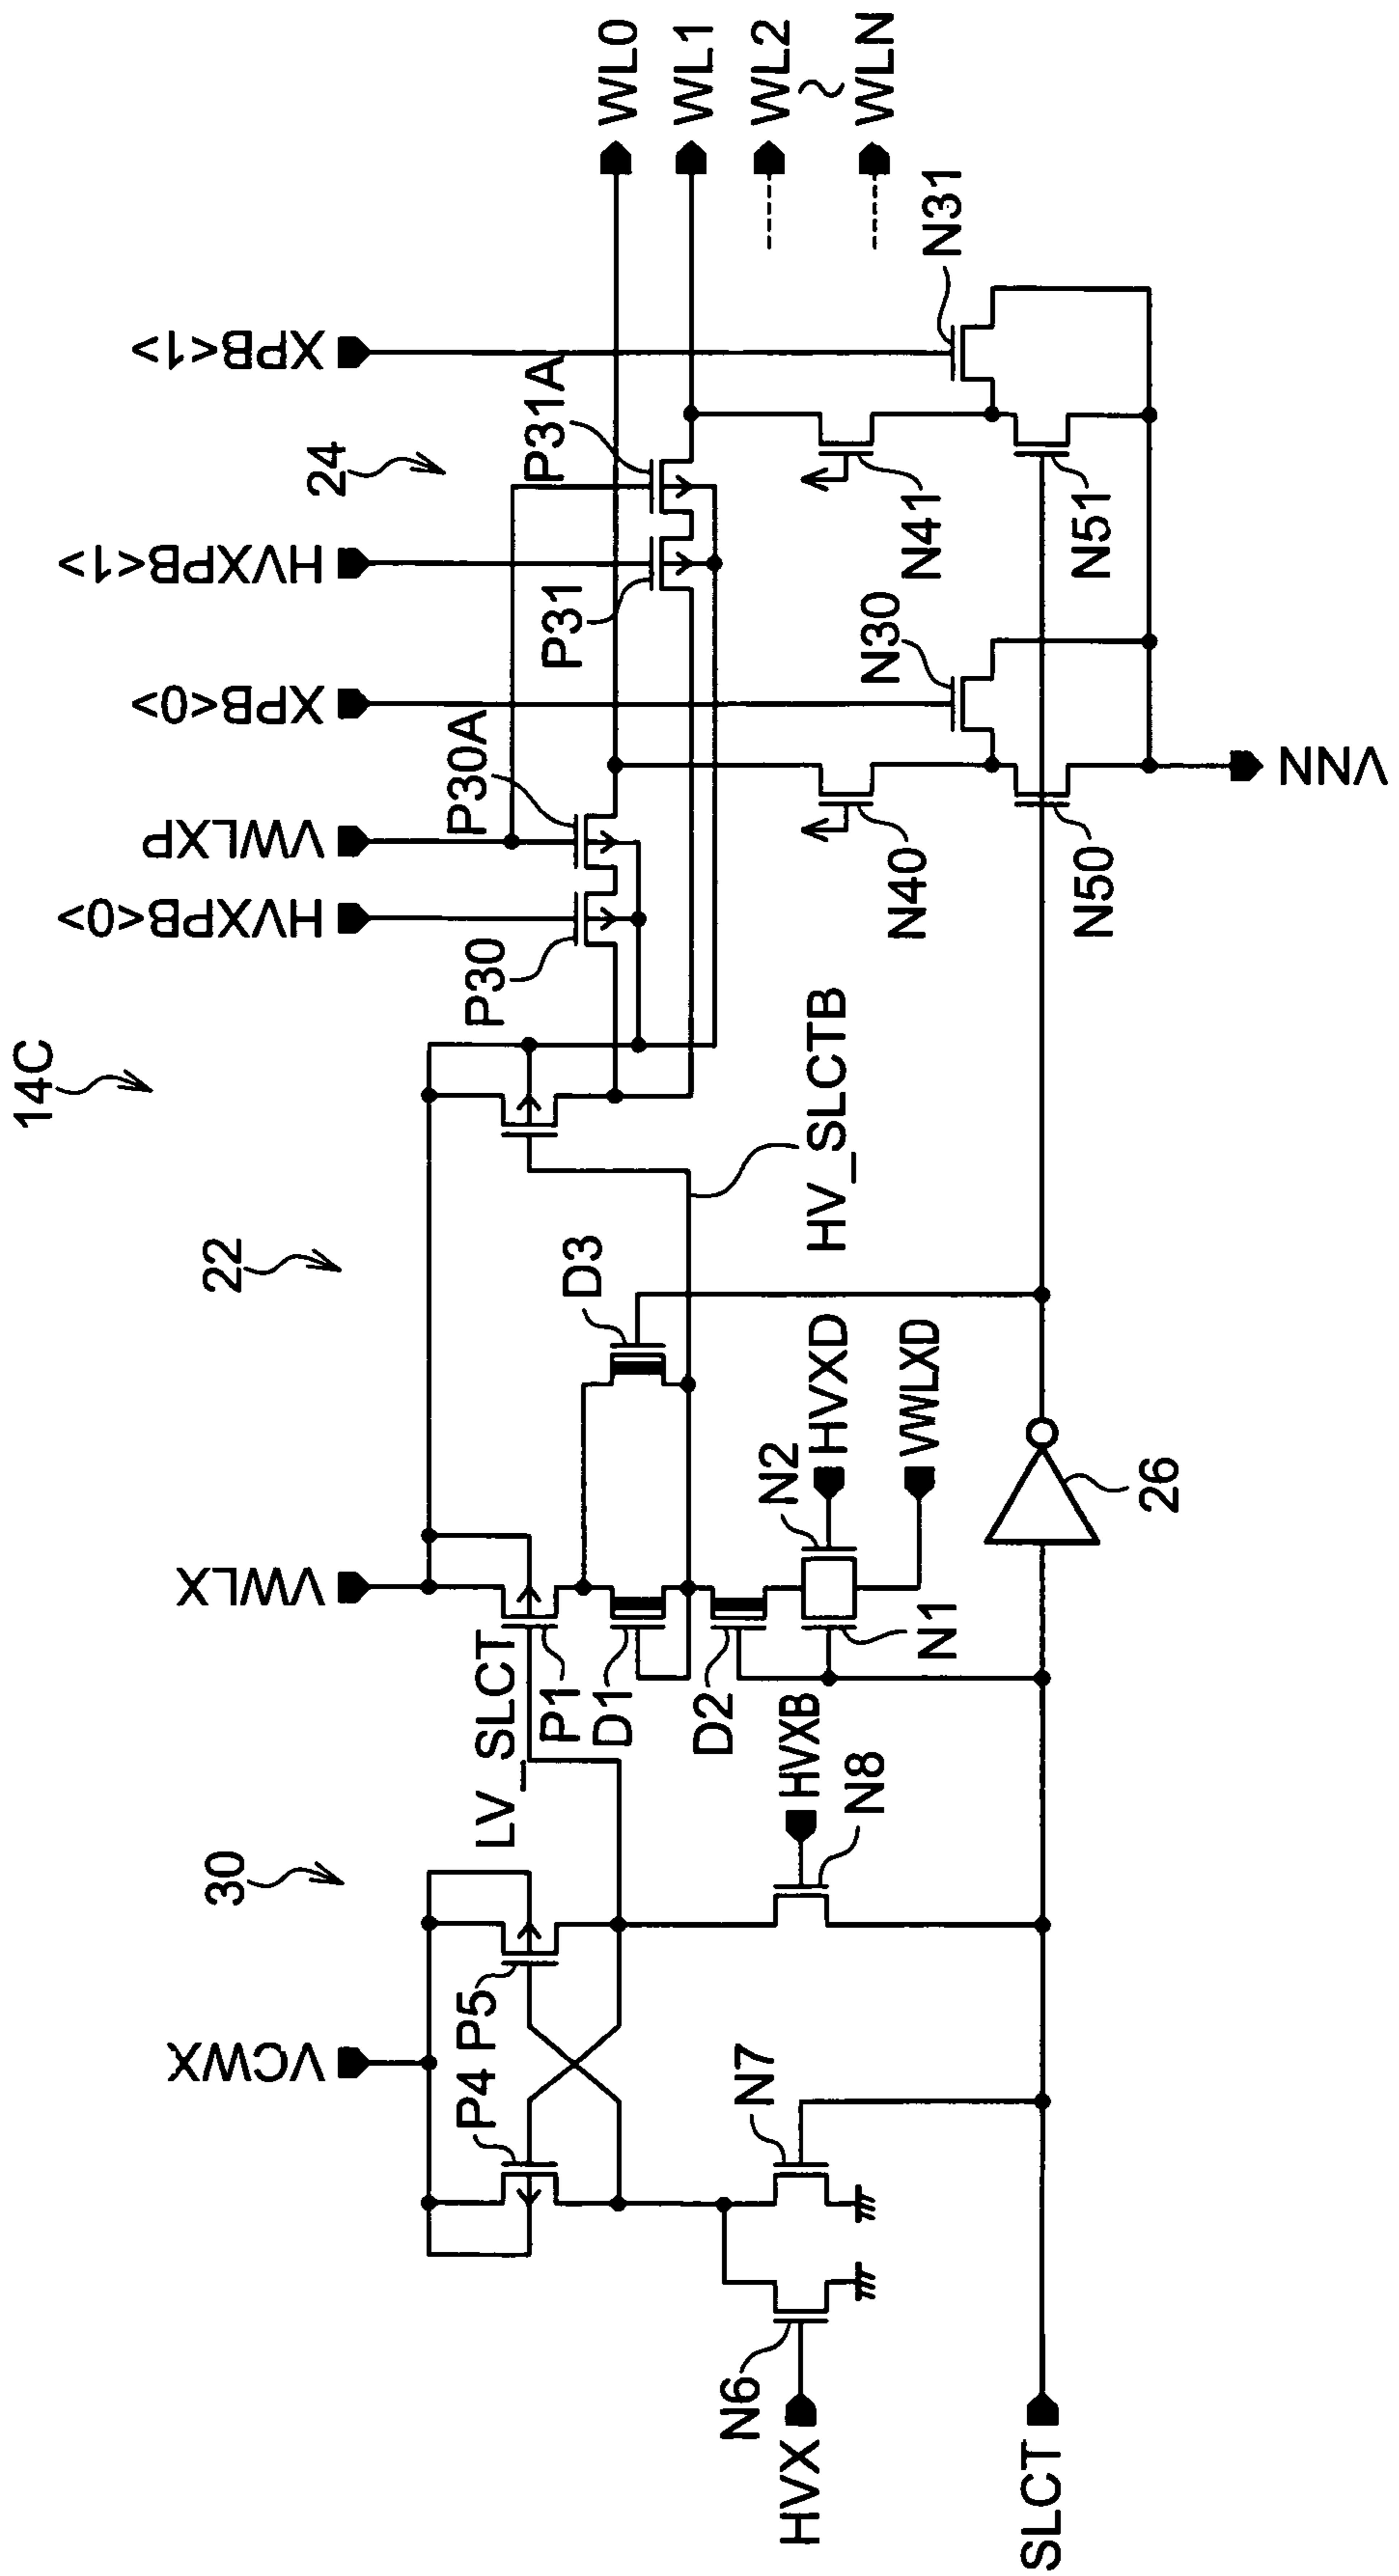 14C
30
22
24
VCWX
VWLX
HVXPB<0>
VWLXP
XPB<0>
HVXPB<1>
XPB<1>
P4
P5
LV_SLCT
P1
D1
D2
D3
HV_SLCTB
P30
P30A
P31
P31A
WL0
WL1
WL2
~
WLN
N6
HVX
N7
HVXB
N8
N1
N2
HVXD
VWLXD
N40
N30
N41
N31
N50
N51
SLCT
26
VNN